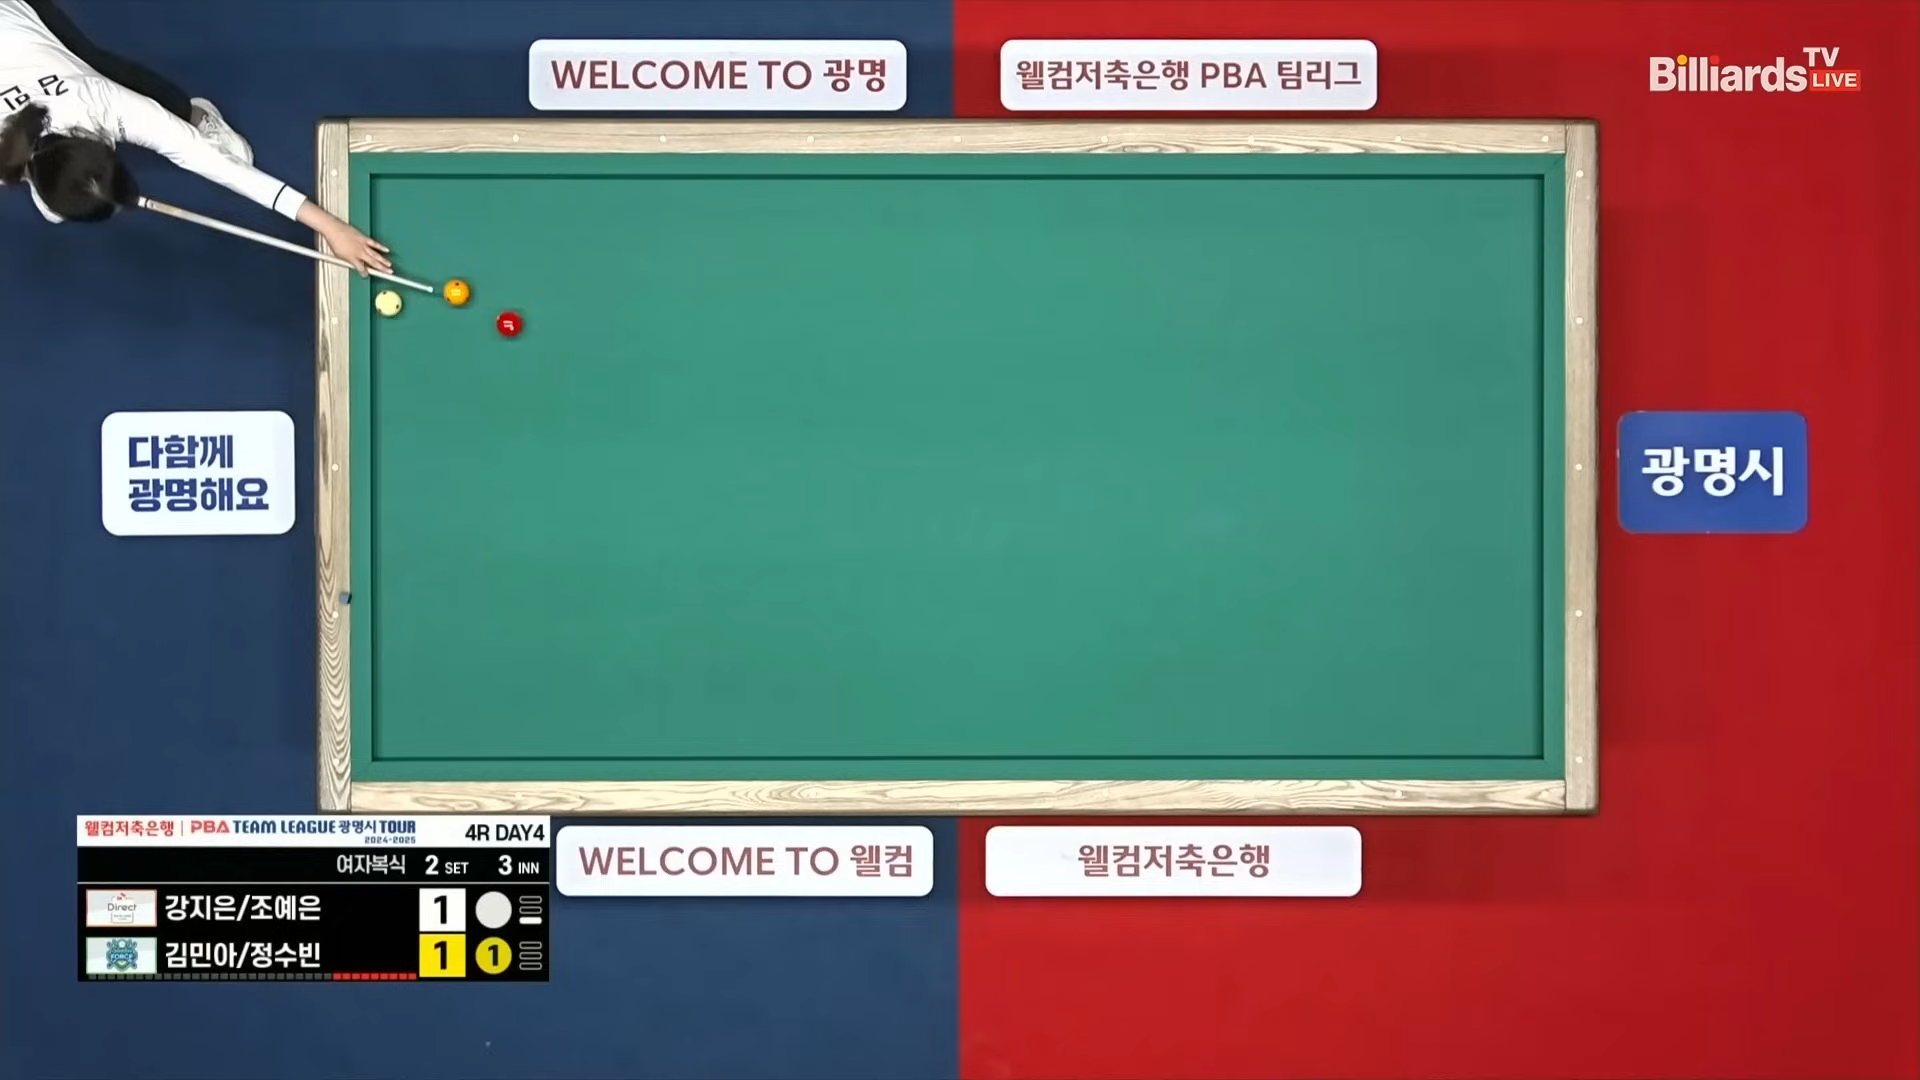 WELCOME TO 광명
웰컴저축은행 PBA 팀리그
Billiards TV
LIVE
다함께
광명해요
광명시
웰컴저축은행 | PBA TEAM LEAGUE 광명시 TOUR
2024-2025
4R DAY4
여자복식 2 SET 3 INN
Direct
강지은/조예은 1
FORCE
김민아/정수빈 1 1
WELCOME TO 웰컴
웰컴저축은행